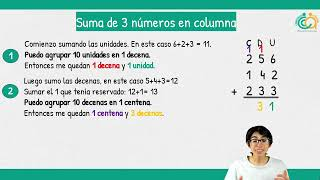 Suma de 3 números en columna
1
Comienzo sumando las unidades. En este caso 6+2+3 = 11.
Puedo agrupar 10 unidades en 1 decena.
Entonces me quedan 1 decena y 1 unidad.
2
Luego sumo las decenas, en este caso 5+4+3=12
Sumar el 1 que tenia reservado: 12+1= 13
Puedo agrupar 10 decenas en 1 centena.
Entonces me quedan 1 centena y 3 decenas.
C D U
1 1
2 5 6
1 4 2
+ 2 3 3
3 1